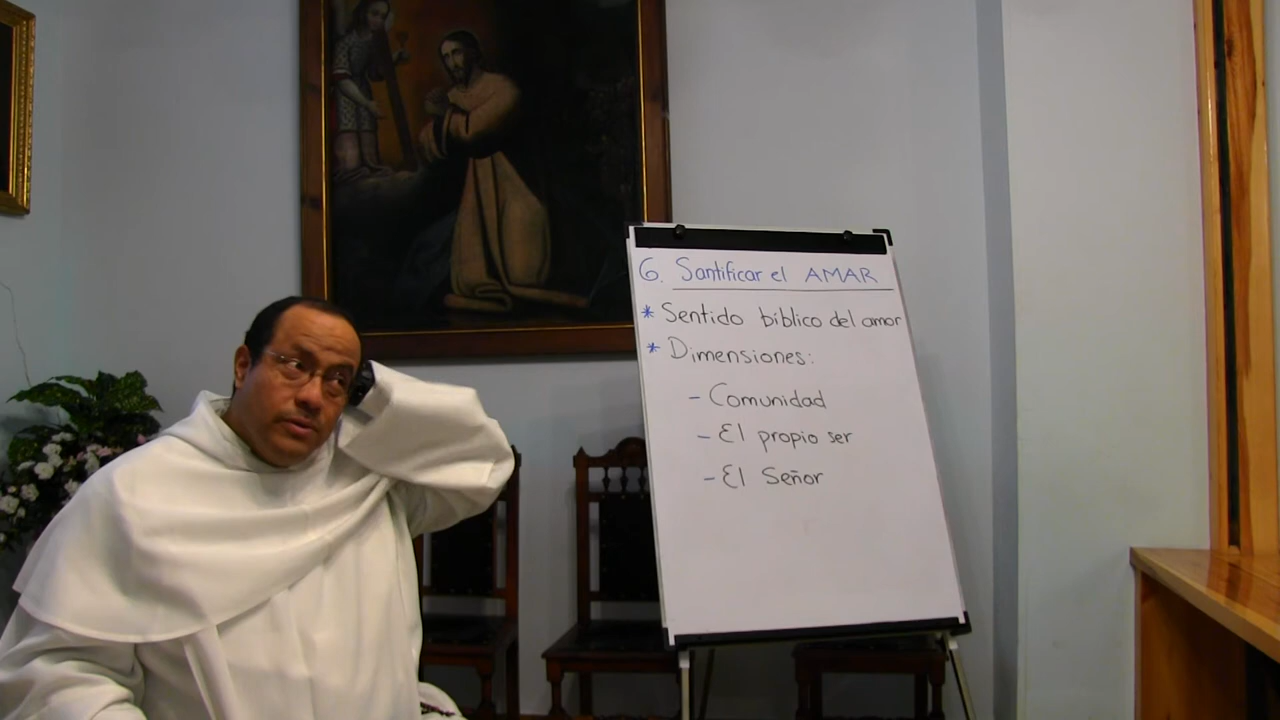 6. Santificar el AMAR
* Sentido bíblico del amor
* Dimensiones:
- Comunidad
- El propio ser
- El Señor